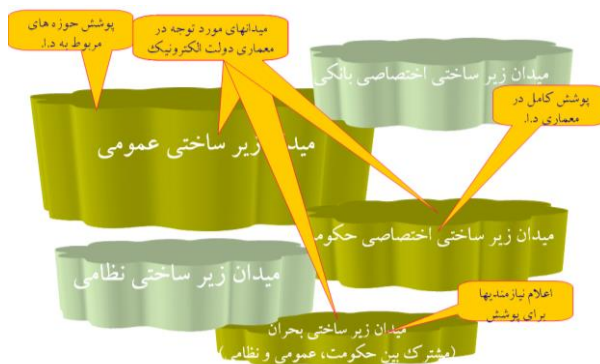 پوشش حوزه های
مربوط به د.ا.
میدانهای مورد توجه در
معماری دولت الکترونیک
میدان زیر ساختی اختصاصی بانکی
پوشش کامل در
معماری د.ا.
میدان زیر ساختی عمومی
میدان زیر ساختی اختصاصی حکوم
میدان زیر ساختی نظامی
اعلام نیازمندیها
برای پوشش
میدان زیر ساختی بحران
(مشترک بین حکومت، عمومی و نظامی)